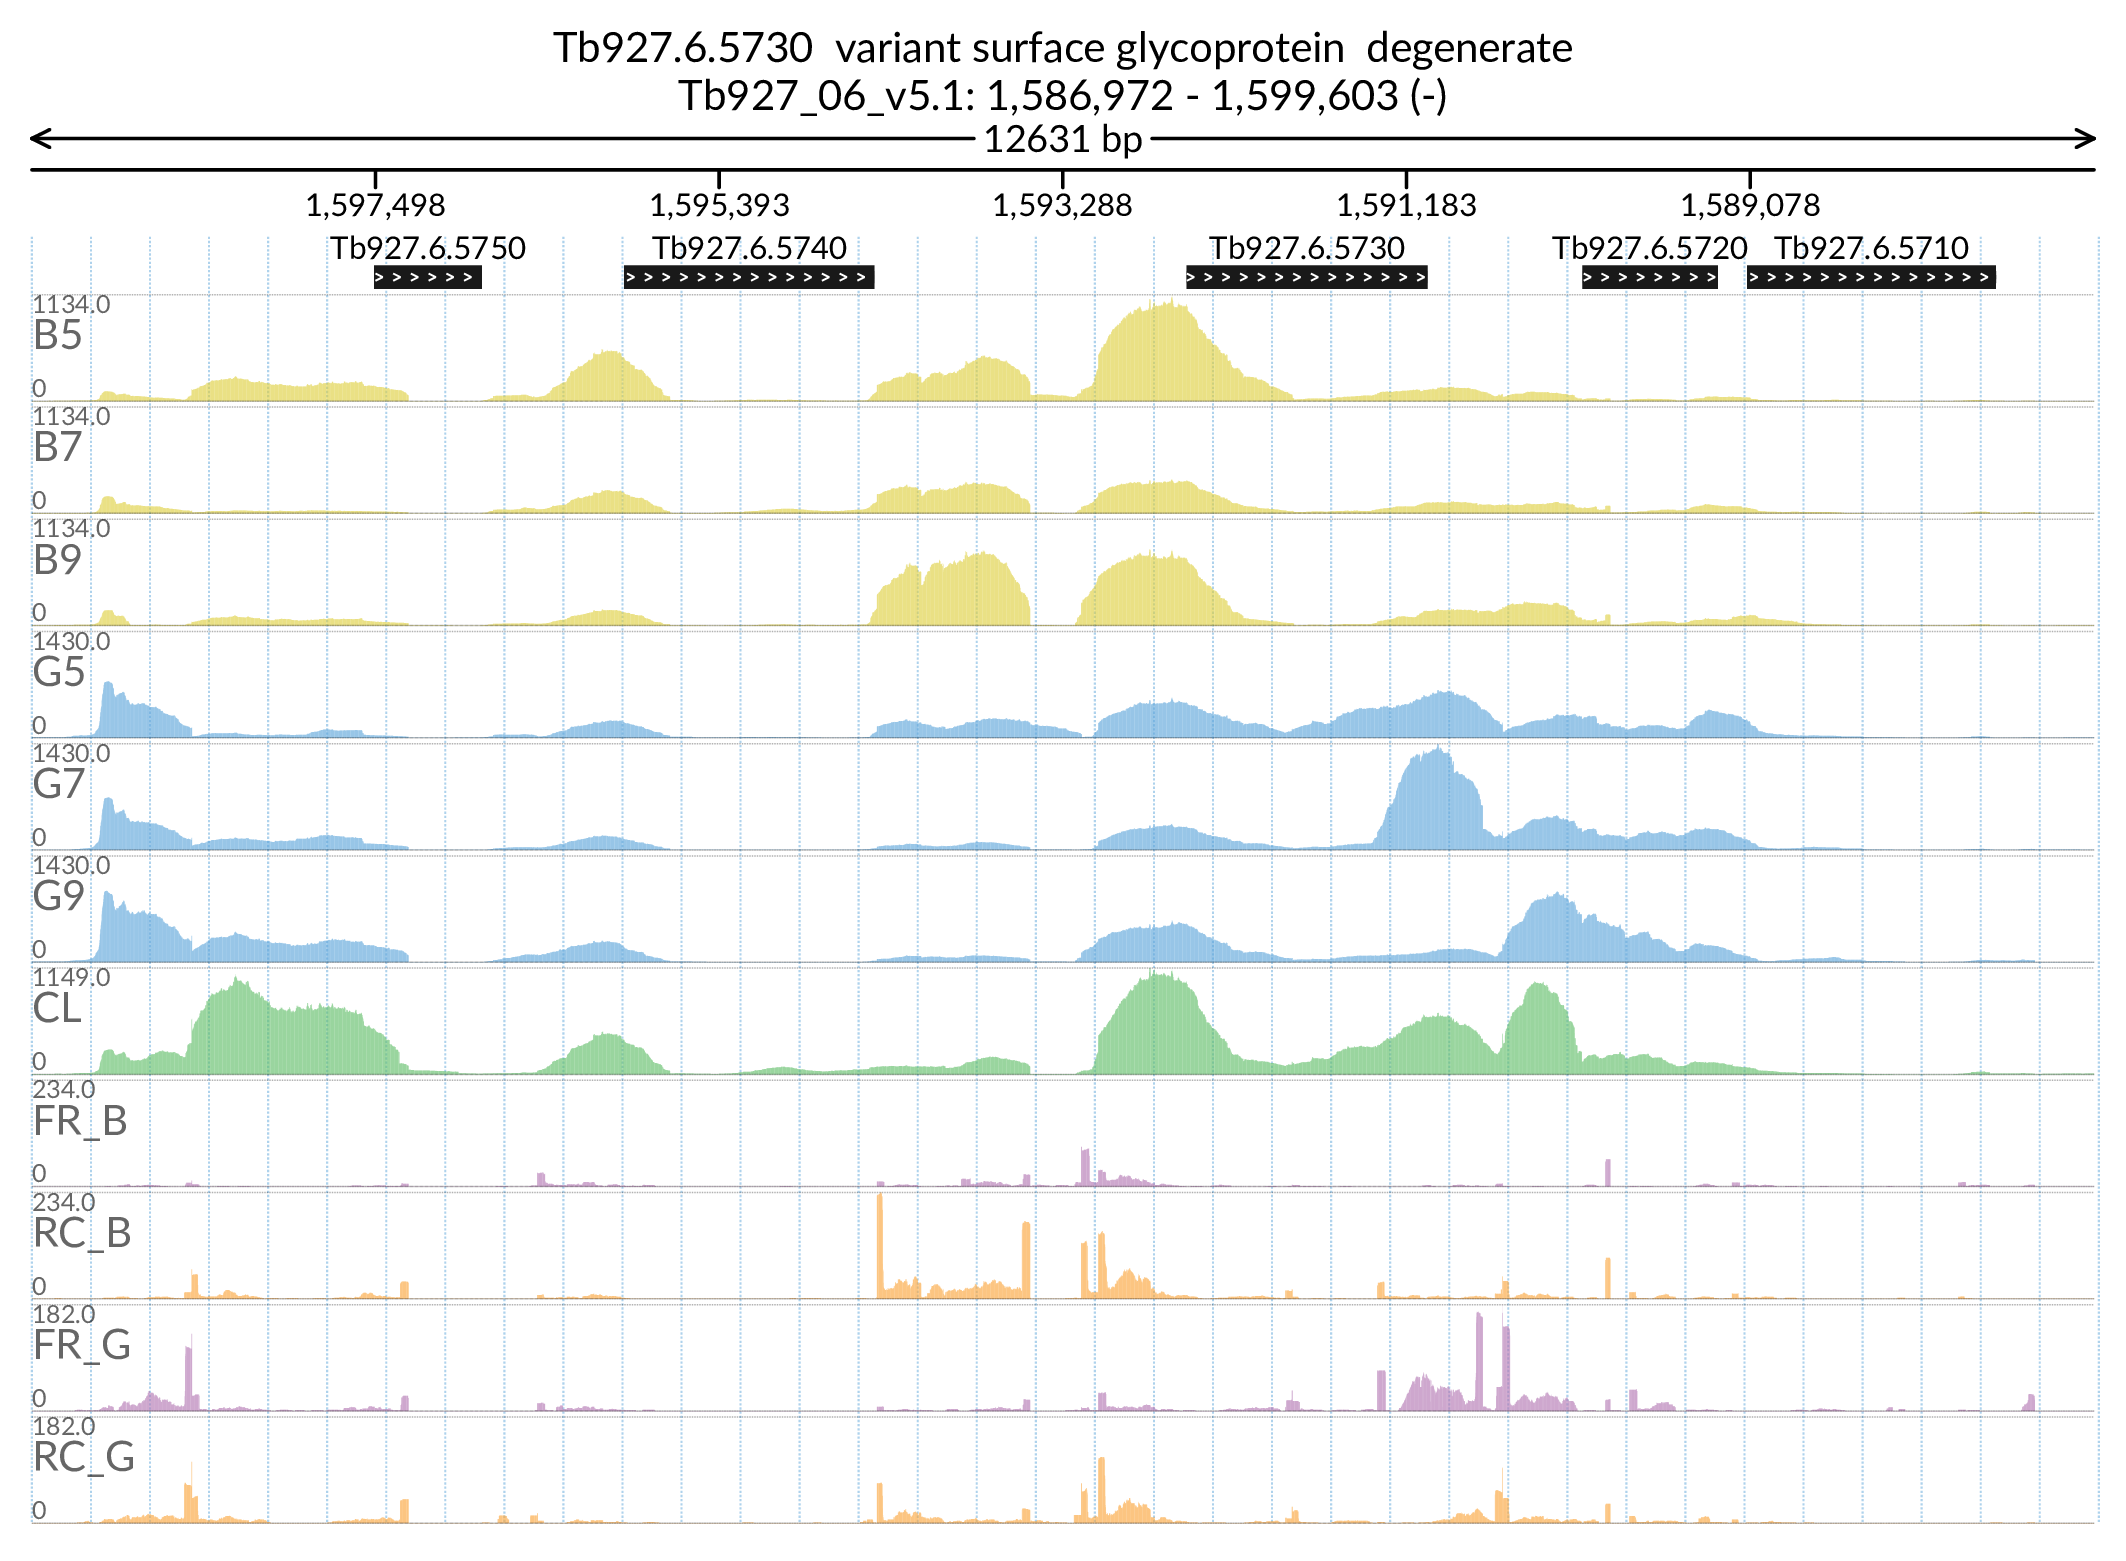 Tb927.6.5730  variant surface glycoprotein  degenerate
Tb927_06_v5.1: 1,586,972 - 1,599,603 (-)
12631 bp
1,597,498 1,595,393 1,593,288 1,591,183 1,589,078
Tb927.6.5750 Tb927.6.5740 Tb927.6.5730 Tb927.6.5720 Tb927.6.5710
1134.0
B5
0
1134.0
B7
0
1134.0
B9
0
1430.0
G5
0
1430.0
G7
0
1430.0
G9
0
1149.0
CL
0
234.0
FR_B
0
234.0
RC_B
0
182.0
FR_G
0
182.0
RC_G
0